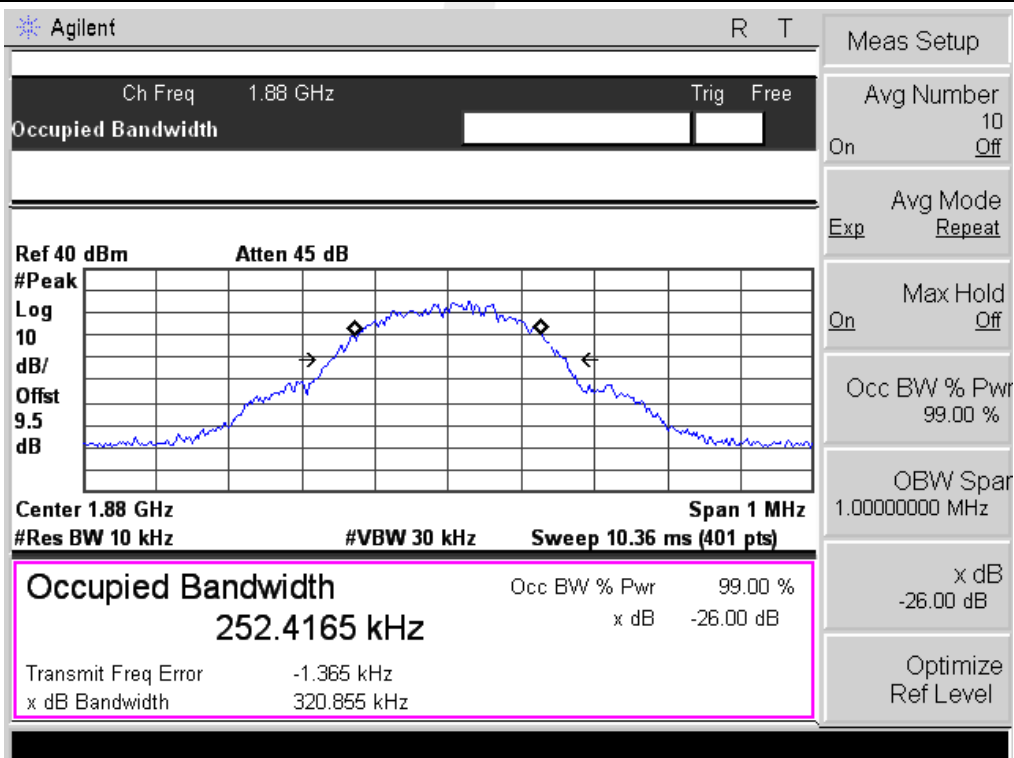 Agilent R T
Ch Freq 1.88 GHz Trig Free
Occupied Bandwidth
Ref 40 dBm Atten 45 dB
#Peak
Log
10
dB/
Offst
9.5
dB
Center 1.88 GHz Span 1 MHz
#Res BW 10 kHz #VBW 30 kHz Sweep 10.36 ms (401 pts)
Occupied Bandwidth Occ BW % Pwr 99.00 %
252.4165 kHz x dB -26.00 dB
Transmit Freq Error -1.365 kHz
x dB Bandwidth 320.855 kHz
Meas Setup
Avg Number
10
On Off
Avg Mode
Exp Repeat
Max Hold
On Off
Occ BW % Pwr
99.00 %
OBW Span
1.00000000 MHz
x dB
-26.00 dB
Optimize
Ref Level